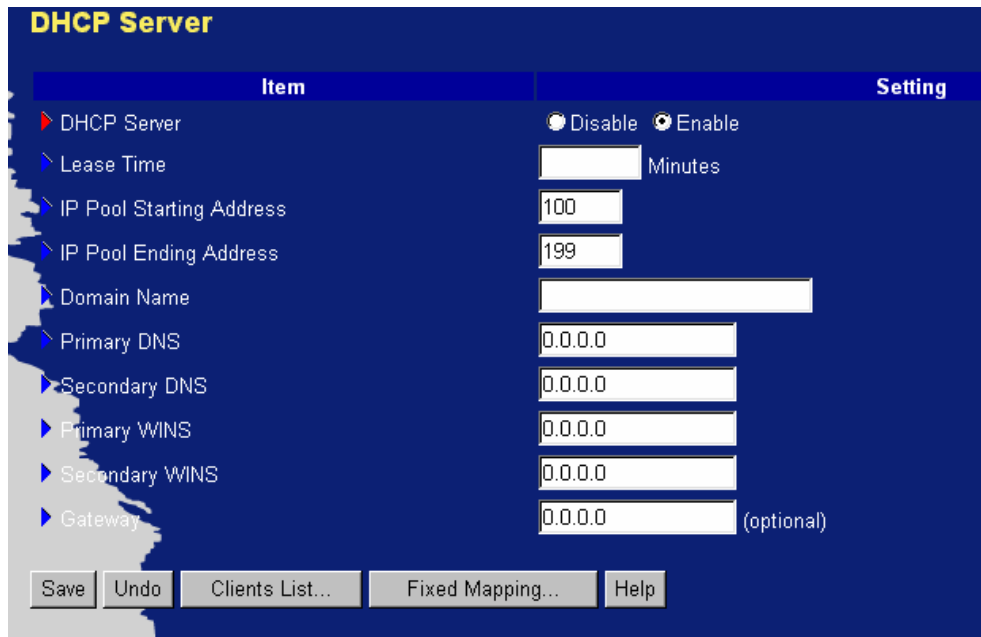 DHCP Server
Item Setting
DHCP Server Disable Enable
Lease Time Minutes
IP Pool Starting Address 100
IP Pool Ending Address 199
Domain Name
Primary DNS 0.0.0.0
Secondary DNS 0.0.0.0
Primary WINS 0.0.0.0
Secondary WINS 0.0.0.0
Gateway 0.0.0.0 (optional)
Save Undo Clients List... Fixed Mapping... Help